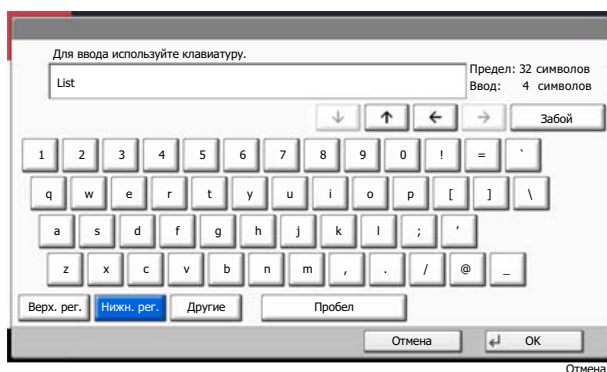 Для ввода используйте клавиатуру.
List
Предел: 32 символов
Ввод: 4 символов
↓ ↑ ← → Забой
1 2 3 4 5 6 7 8 9 0 ! = `
q w e r t y u i o p [ ] \
a s d f g h j k l ; ′
z x c v b n m , . / @ _
Верх. рег. Нижн. рег. Другие Пробел
Отмена OK
Отмена